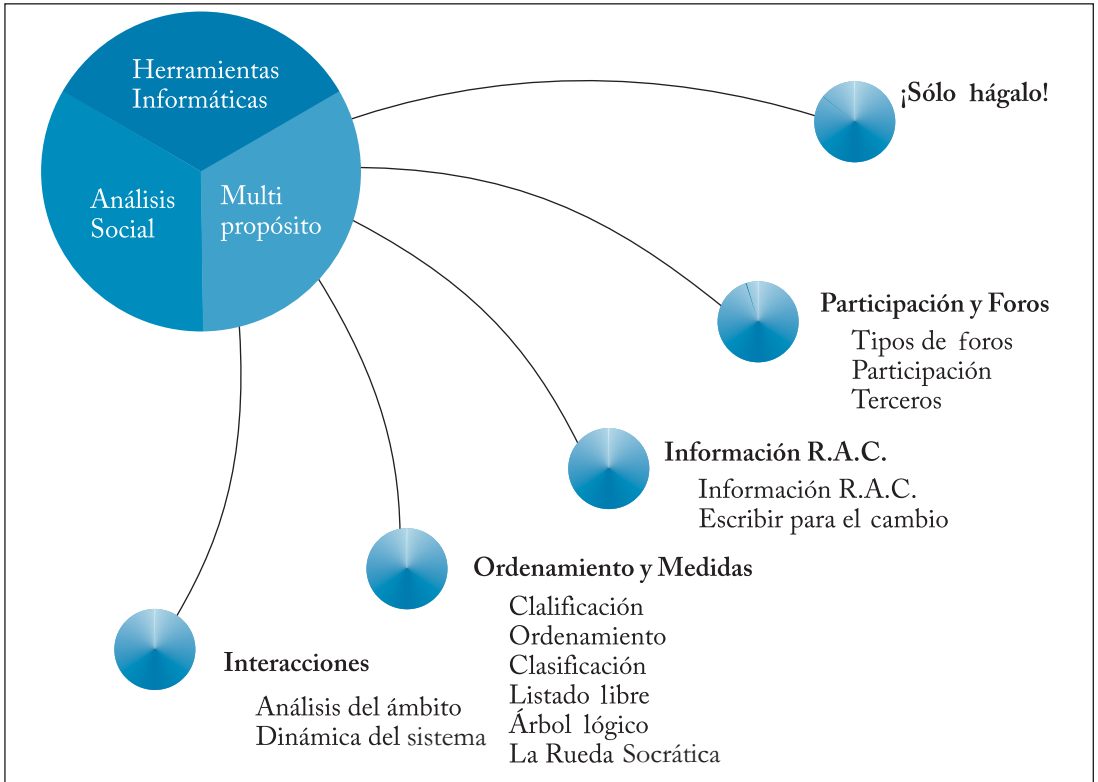 Herramientas
Informáticas
Análisis
Social
Multi
propósito
¡Sólo hágalo!
Participación y Foros
Tipos de foros
Participación
Terceros
Información R.A.C.
Información R.A.C.
Escribir para el cambio
Ordenamiento y Medidas
Clalificación
Ordenamiento
Clasificación
Listado libre
Árbol lógico
La Rueda Socrática
Interacciones
Análisis del ámbito
Dinámica del sistema